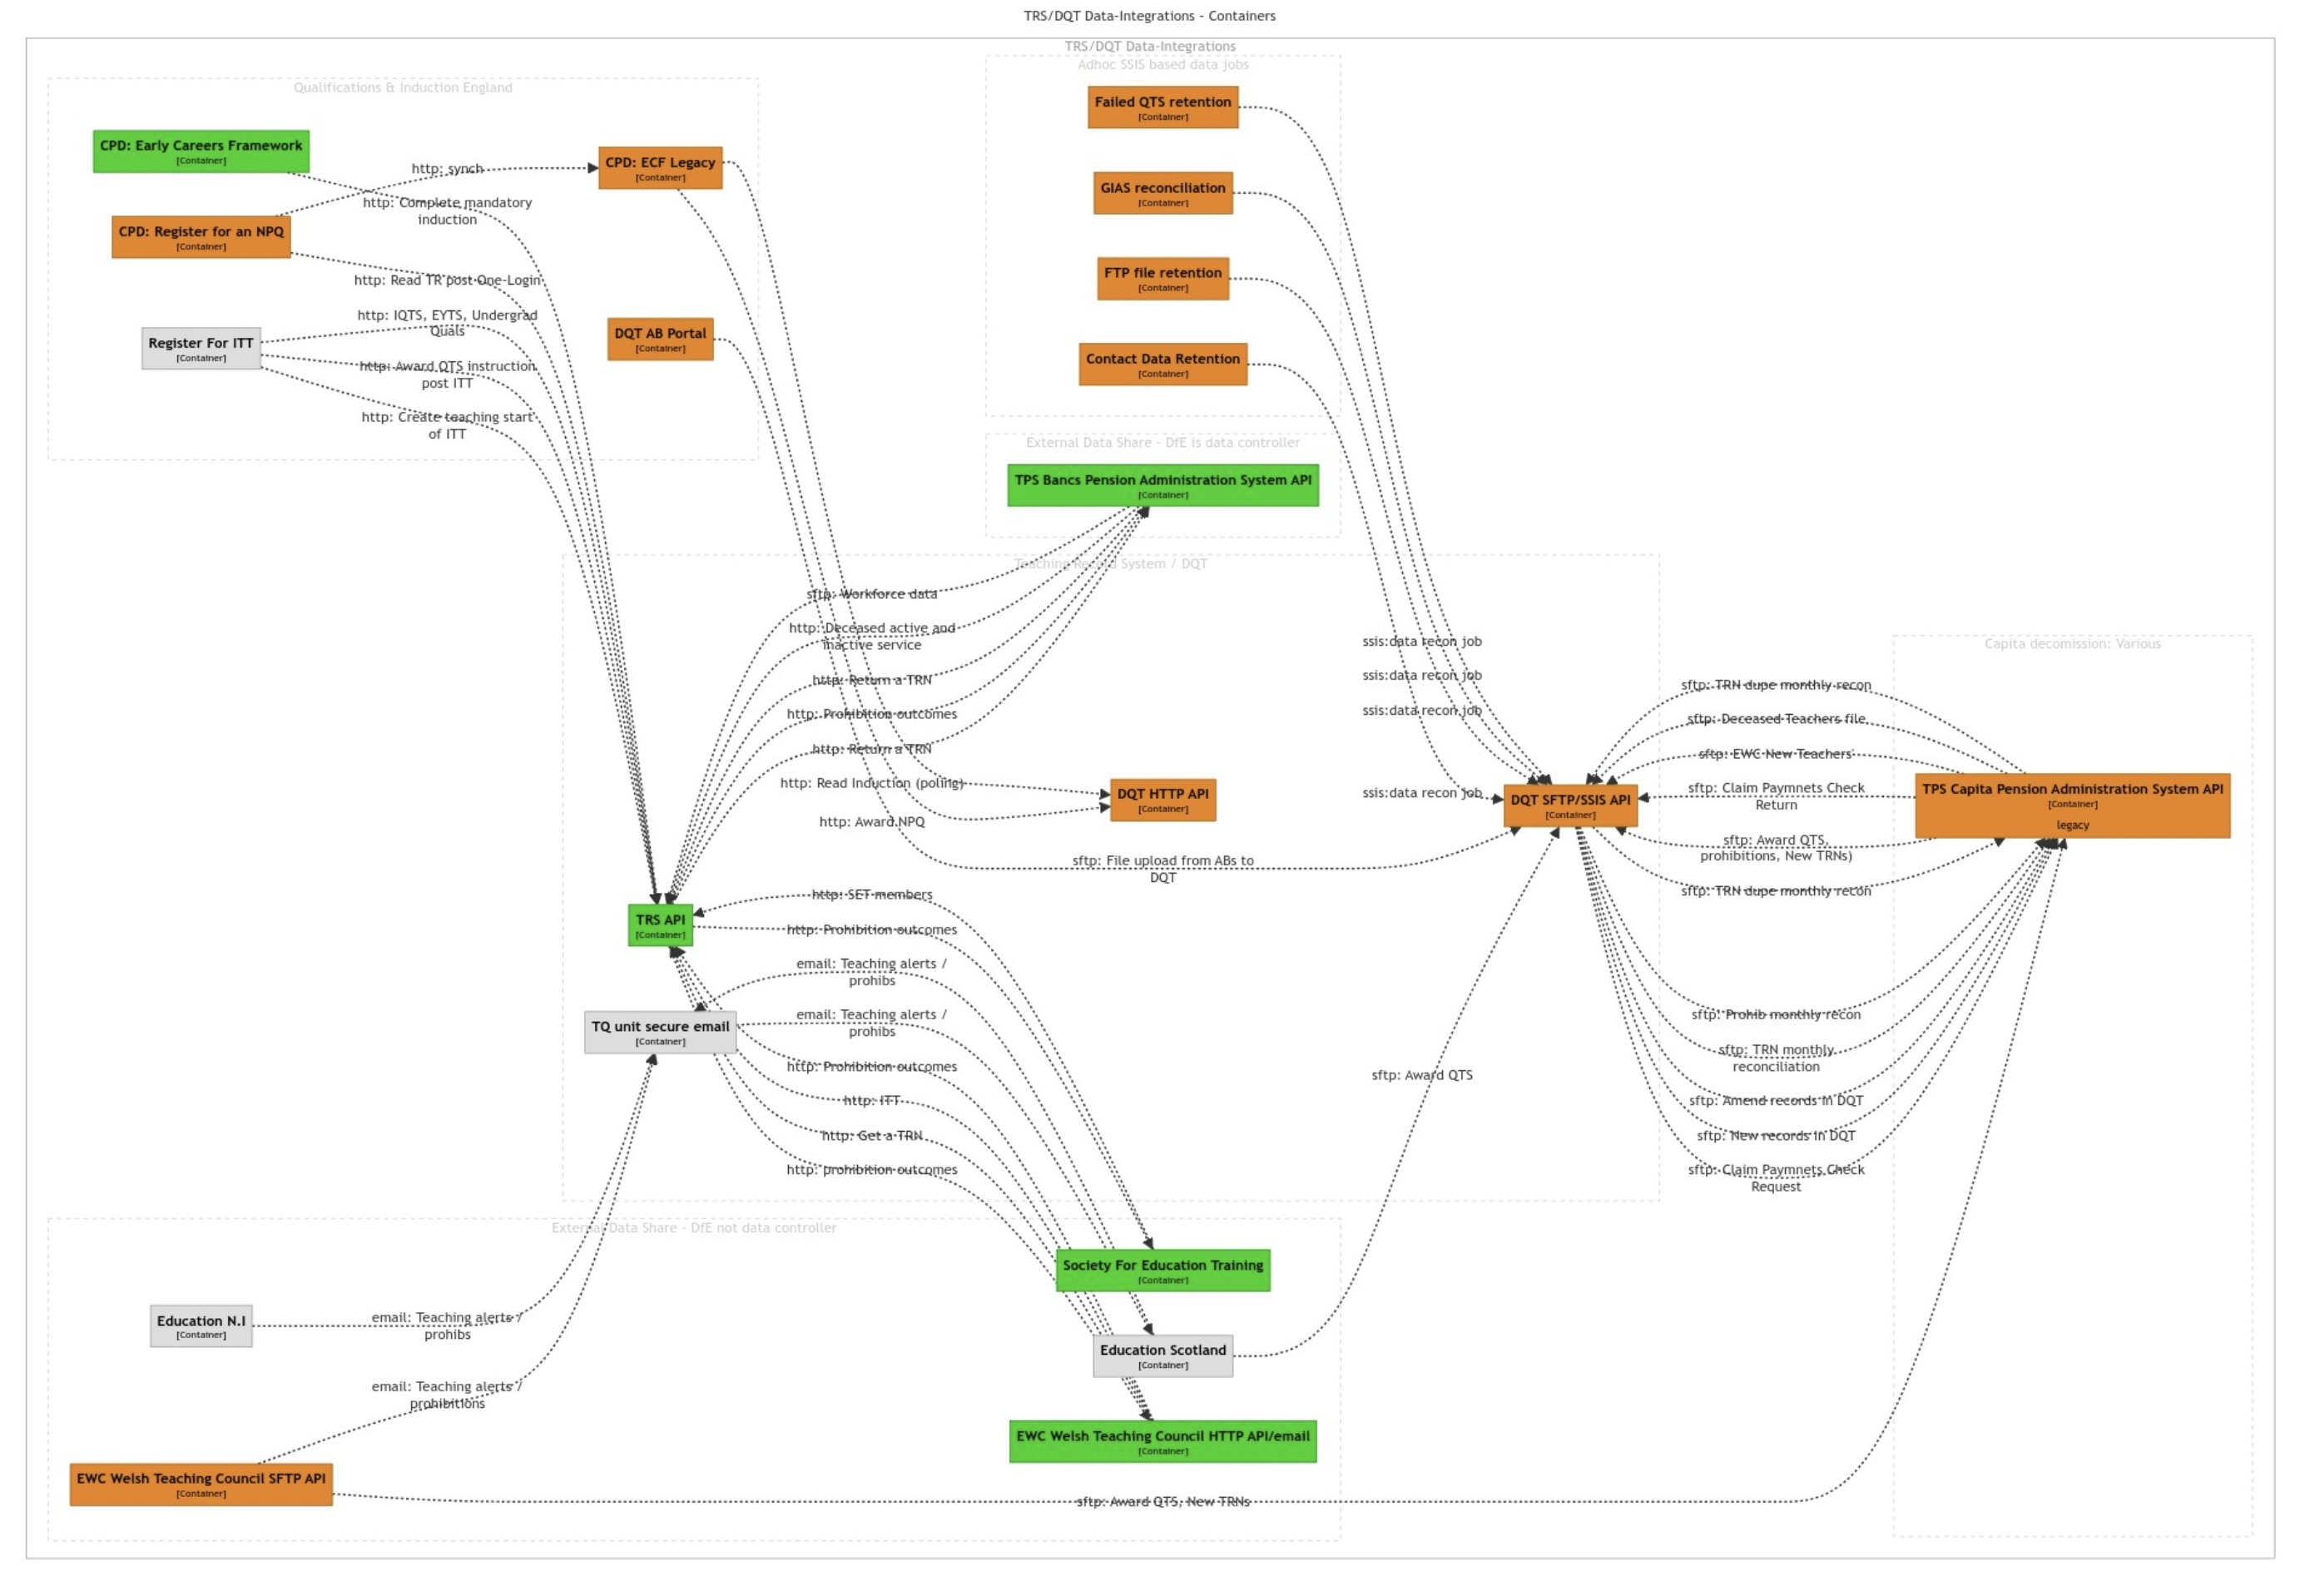 TRS/DQT Data-Integrations - Containers
TRS/DQT Data-Integrations
Qualifications & Induction England
CPD: Early Careers Framework
[Container]
CPD: Register for an NPQ
[Container]
Register For ITT
[Container]
http: synch
http: Complete mandatory
induction
http: Read TR post One-Login
http: IQTS, EYTS, Undergrad
Quals
http: Award QTS instruction
post ITT
http: Create teaching start
of ITT
CPD: ECF Legacy
[Container]
DQT AB Portal
[Container]
Adhoc SSIS based data jobs
Failed QTS retention
[Container]
GIAS reconciliation
[Container]
FTP file retention
[Container]
Contact Data Retention
[Container]
External Data Share - DfE is data controller
TPS Bancs Pension Administration System API
[Container]
Teaching Record System / DQT
sftp: Workforce data
http: Deceased active and
inactive service
http: Return a TRN
http: Prohibition outcomes
http: Return a TRN
http: Read Induction (poling)
http: Award NPQ
sftp: File upload from ABs to
DQT
DQT HTTP API
[Container]
ssis:data recon job
ssis:data recon job
ssis:data recon job
ssis:data recon job
DQT SFTP/SSIS API
[Container]
TRS API
[Container]
TQ unit secure email
[Container]
http: SET members
http: Prohibition outcomes
email: Teaching alerts /
prohibs
email: Teaching alerts /
prohibs
http: Prohibition outcomes
http: ITT
http: Get a TRN
http: prohibition outcomes
sftp: Award QTS
Capita decomission: Various
sftp: TRN dupe monthly recon
sftp: Deceased Teachers file
sftp: EWC New Teachers'
sftp: Claim Paymnets Check
Return
sftp: Award QTS,
prohibitions, New TRNs)
sftp: TRN dupe monthly recon
TPS Capita Pension Administration System API
[Container]
legacy
sftp: Prohib monthly recon
sftp: TRN monthly
reconciliation
sftp: Amend records in DQT
sftp: New records in DQT
sftp: Claim Paymnets Check
Request
External Data Share - DfE not data controller
Education N.I
[Container]
email: Teaching alerts /
prohibs
email: Teaching alerts /
prohibitions
EWC Welsh Teaching Council SFTP API
[Container]
Society For Education Training
[Container]
Education Scotland
[Container]
EWC Welsh Teaching Council HTTP API/email
[Container]
sftp: Award QTS, New TRNs